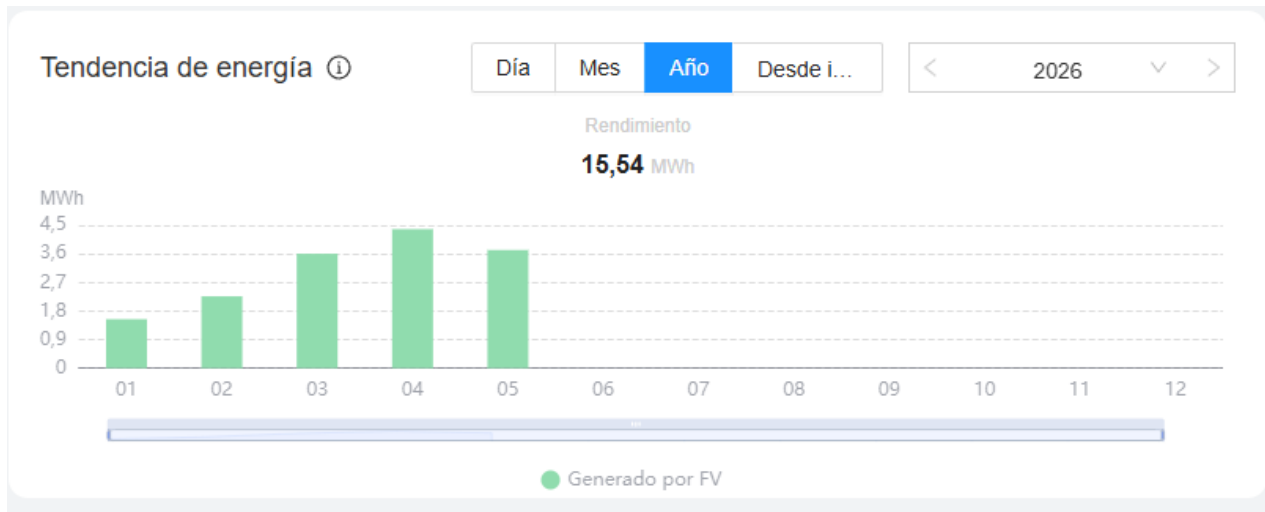 Tendencia de energía
Día Mes Año Desde i... 2026
Rendimiento
15,54 MWh
MWh
4,5
3,6
2,7
1,8
0,9
0
01 02 03 04 05 06 07 08 09 10 11 12
Generado por FV